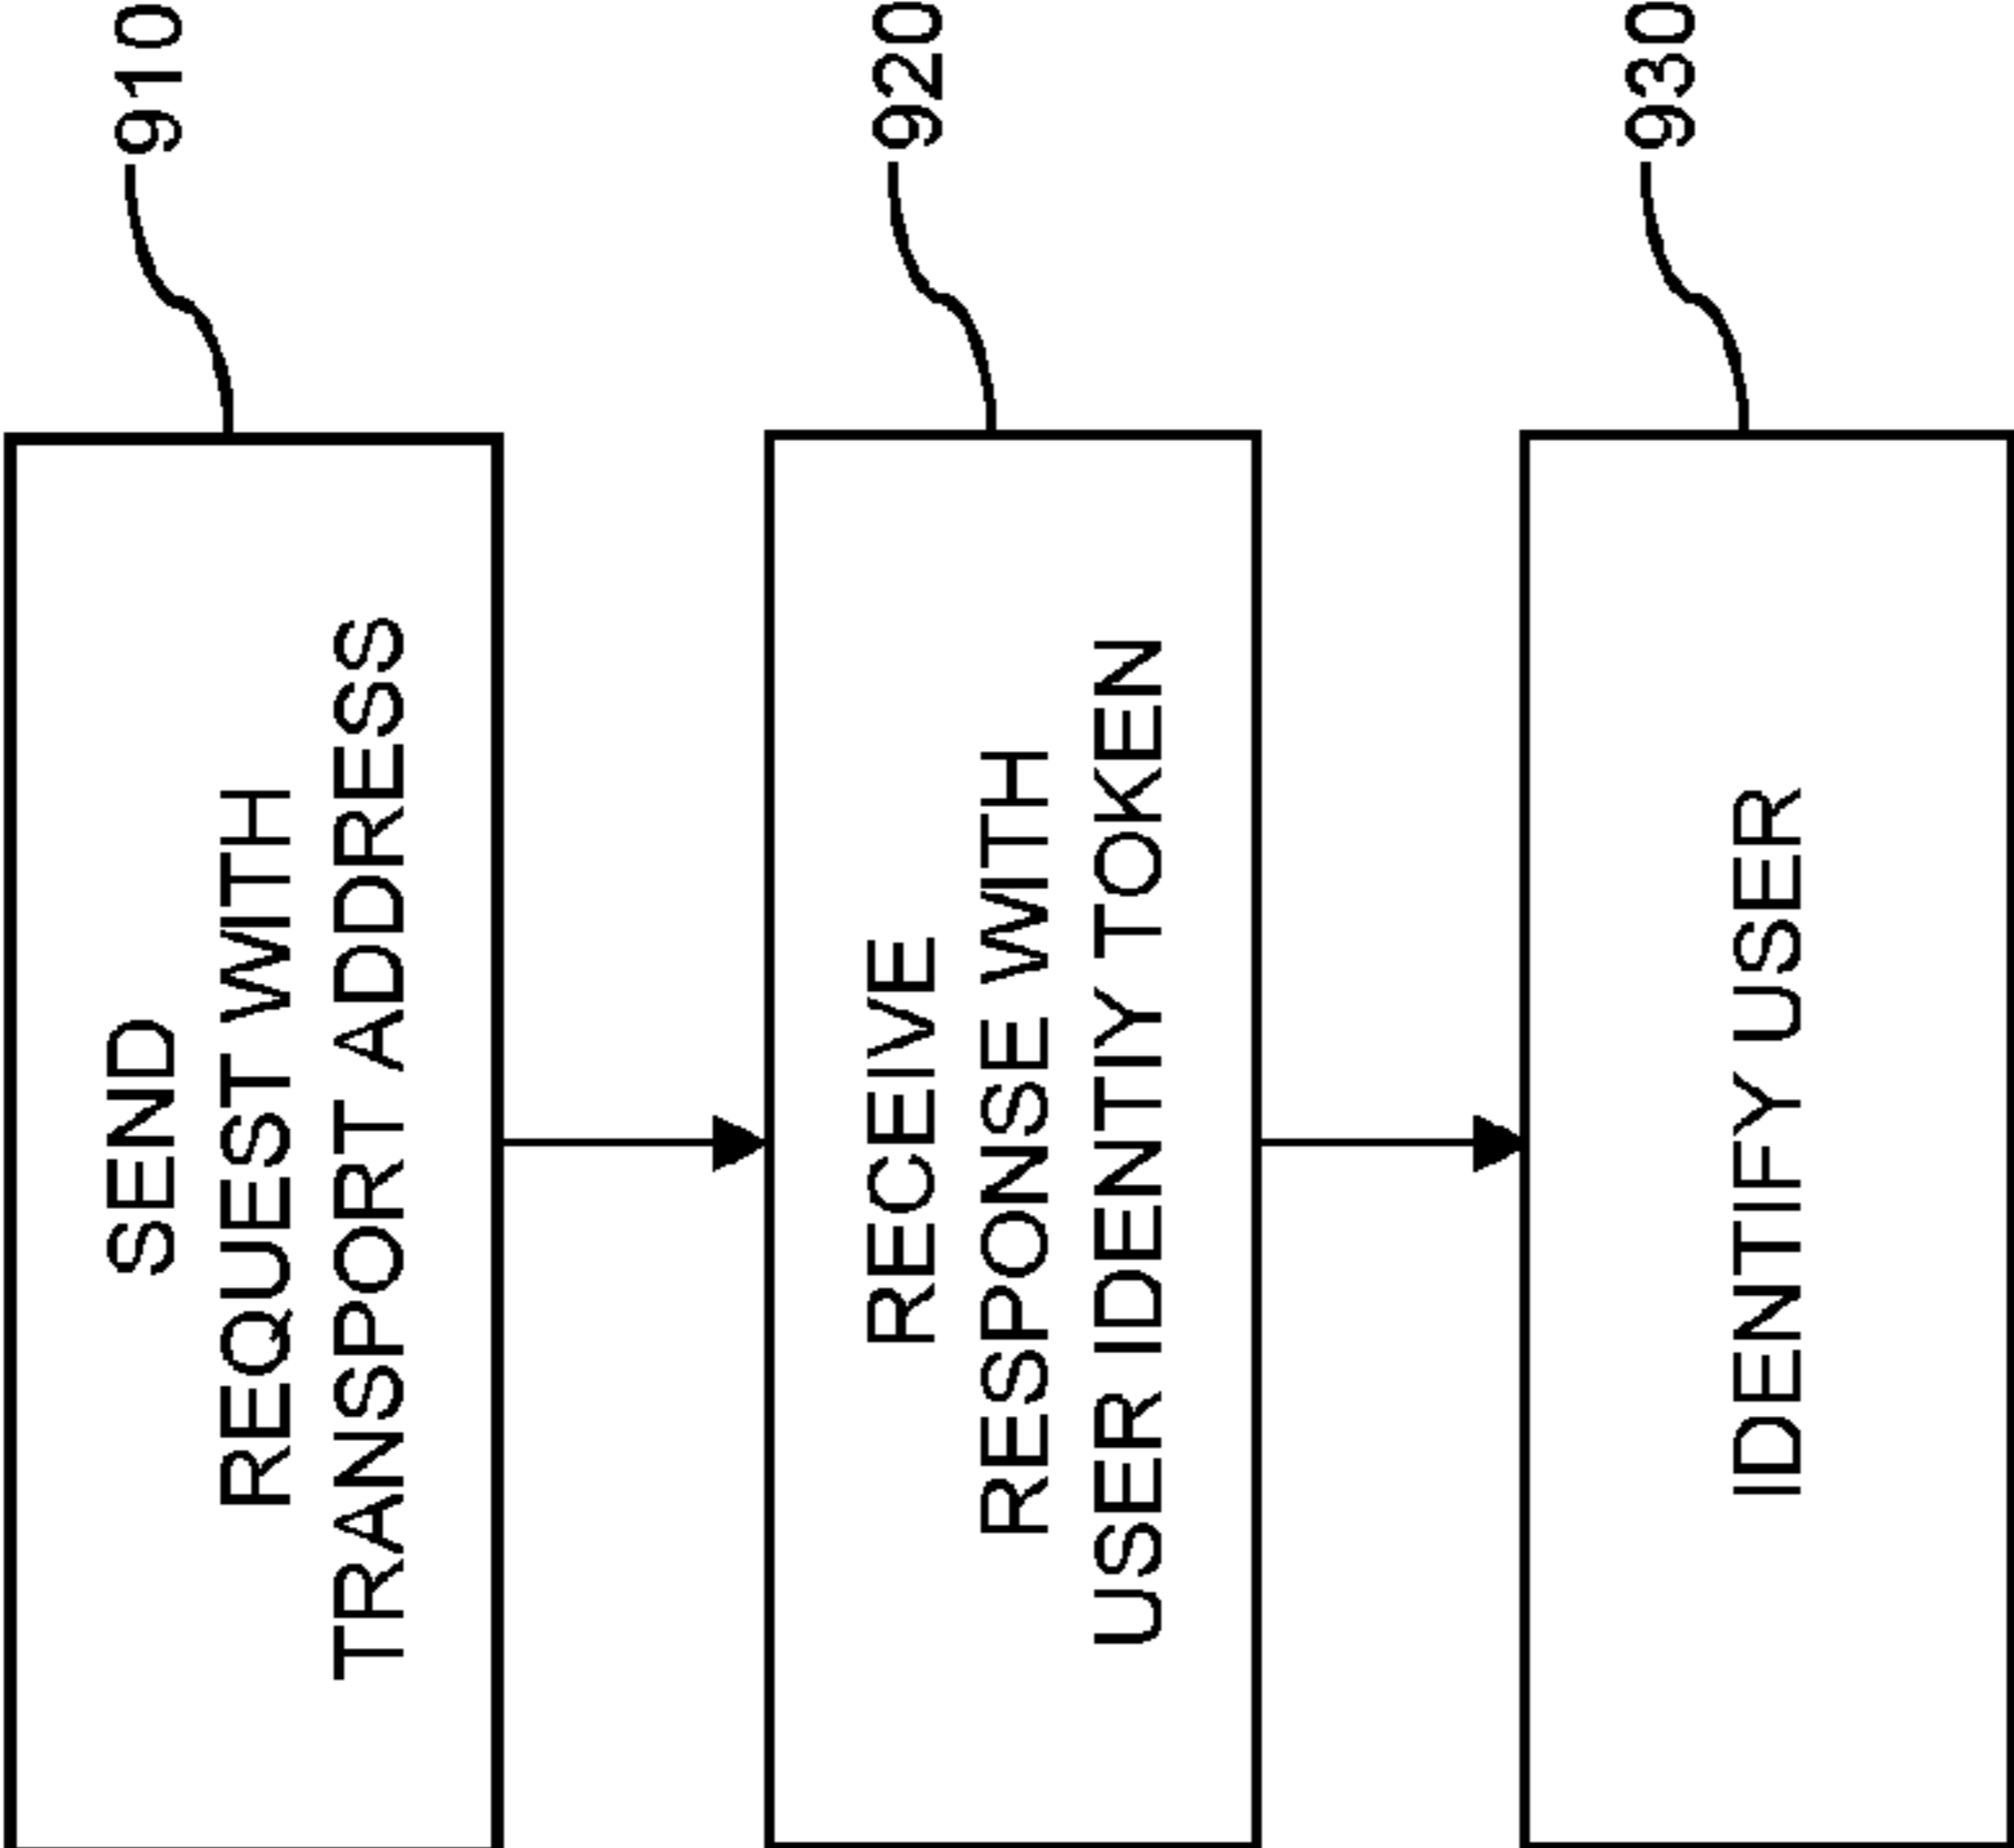 SEND
REQUEST WITH
TRANSPORT ADDRESS
910
RECEIVE
RESPONSE WITH
USER IDENTIY TOKEN
920
IDENTIFY USER
930